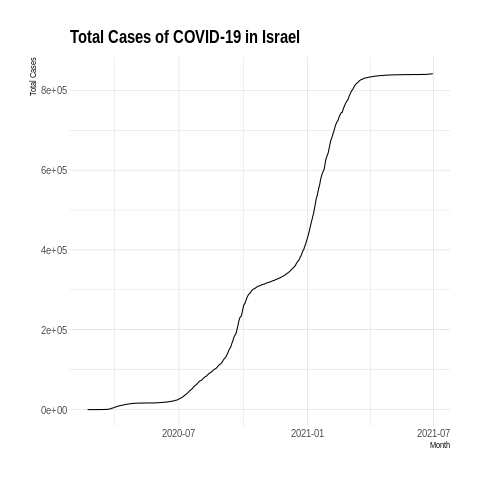 Total Cases of COVID-19 in Israel
Total Cases
8e+05
6e+05
4e+05
2e+05
0e+00
2020-07 2021-01 2021-07
Month